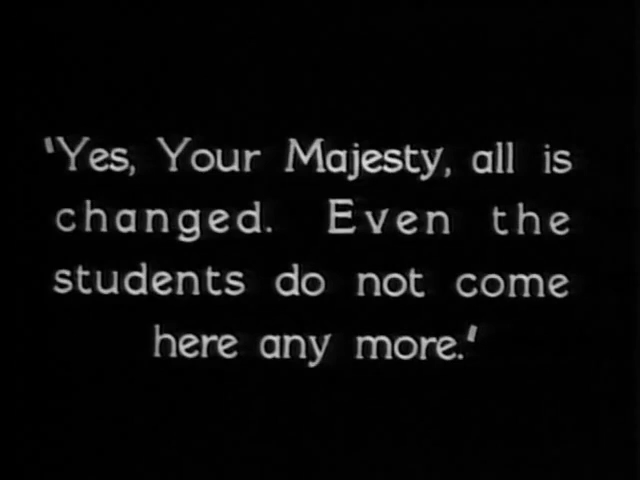 'Yes, Your Majesty, all is
changed. Even the
students do not come
here any more.'